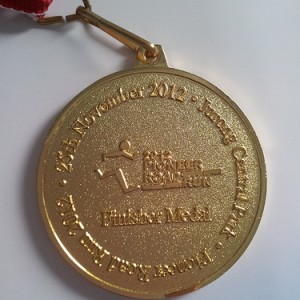 25th November 2012 • Jurong Central Park • Pioneer Road Run 2012 •
2012
PIONEER
ROAD
RUN
Finisher Medal